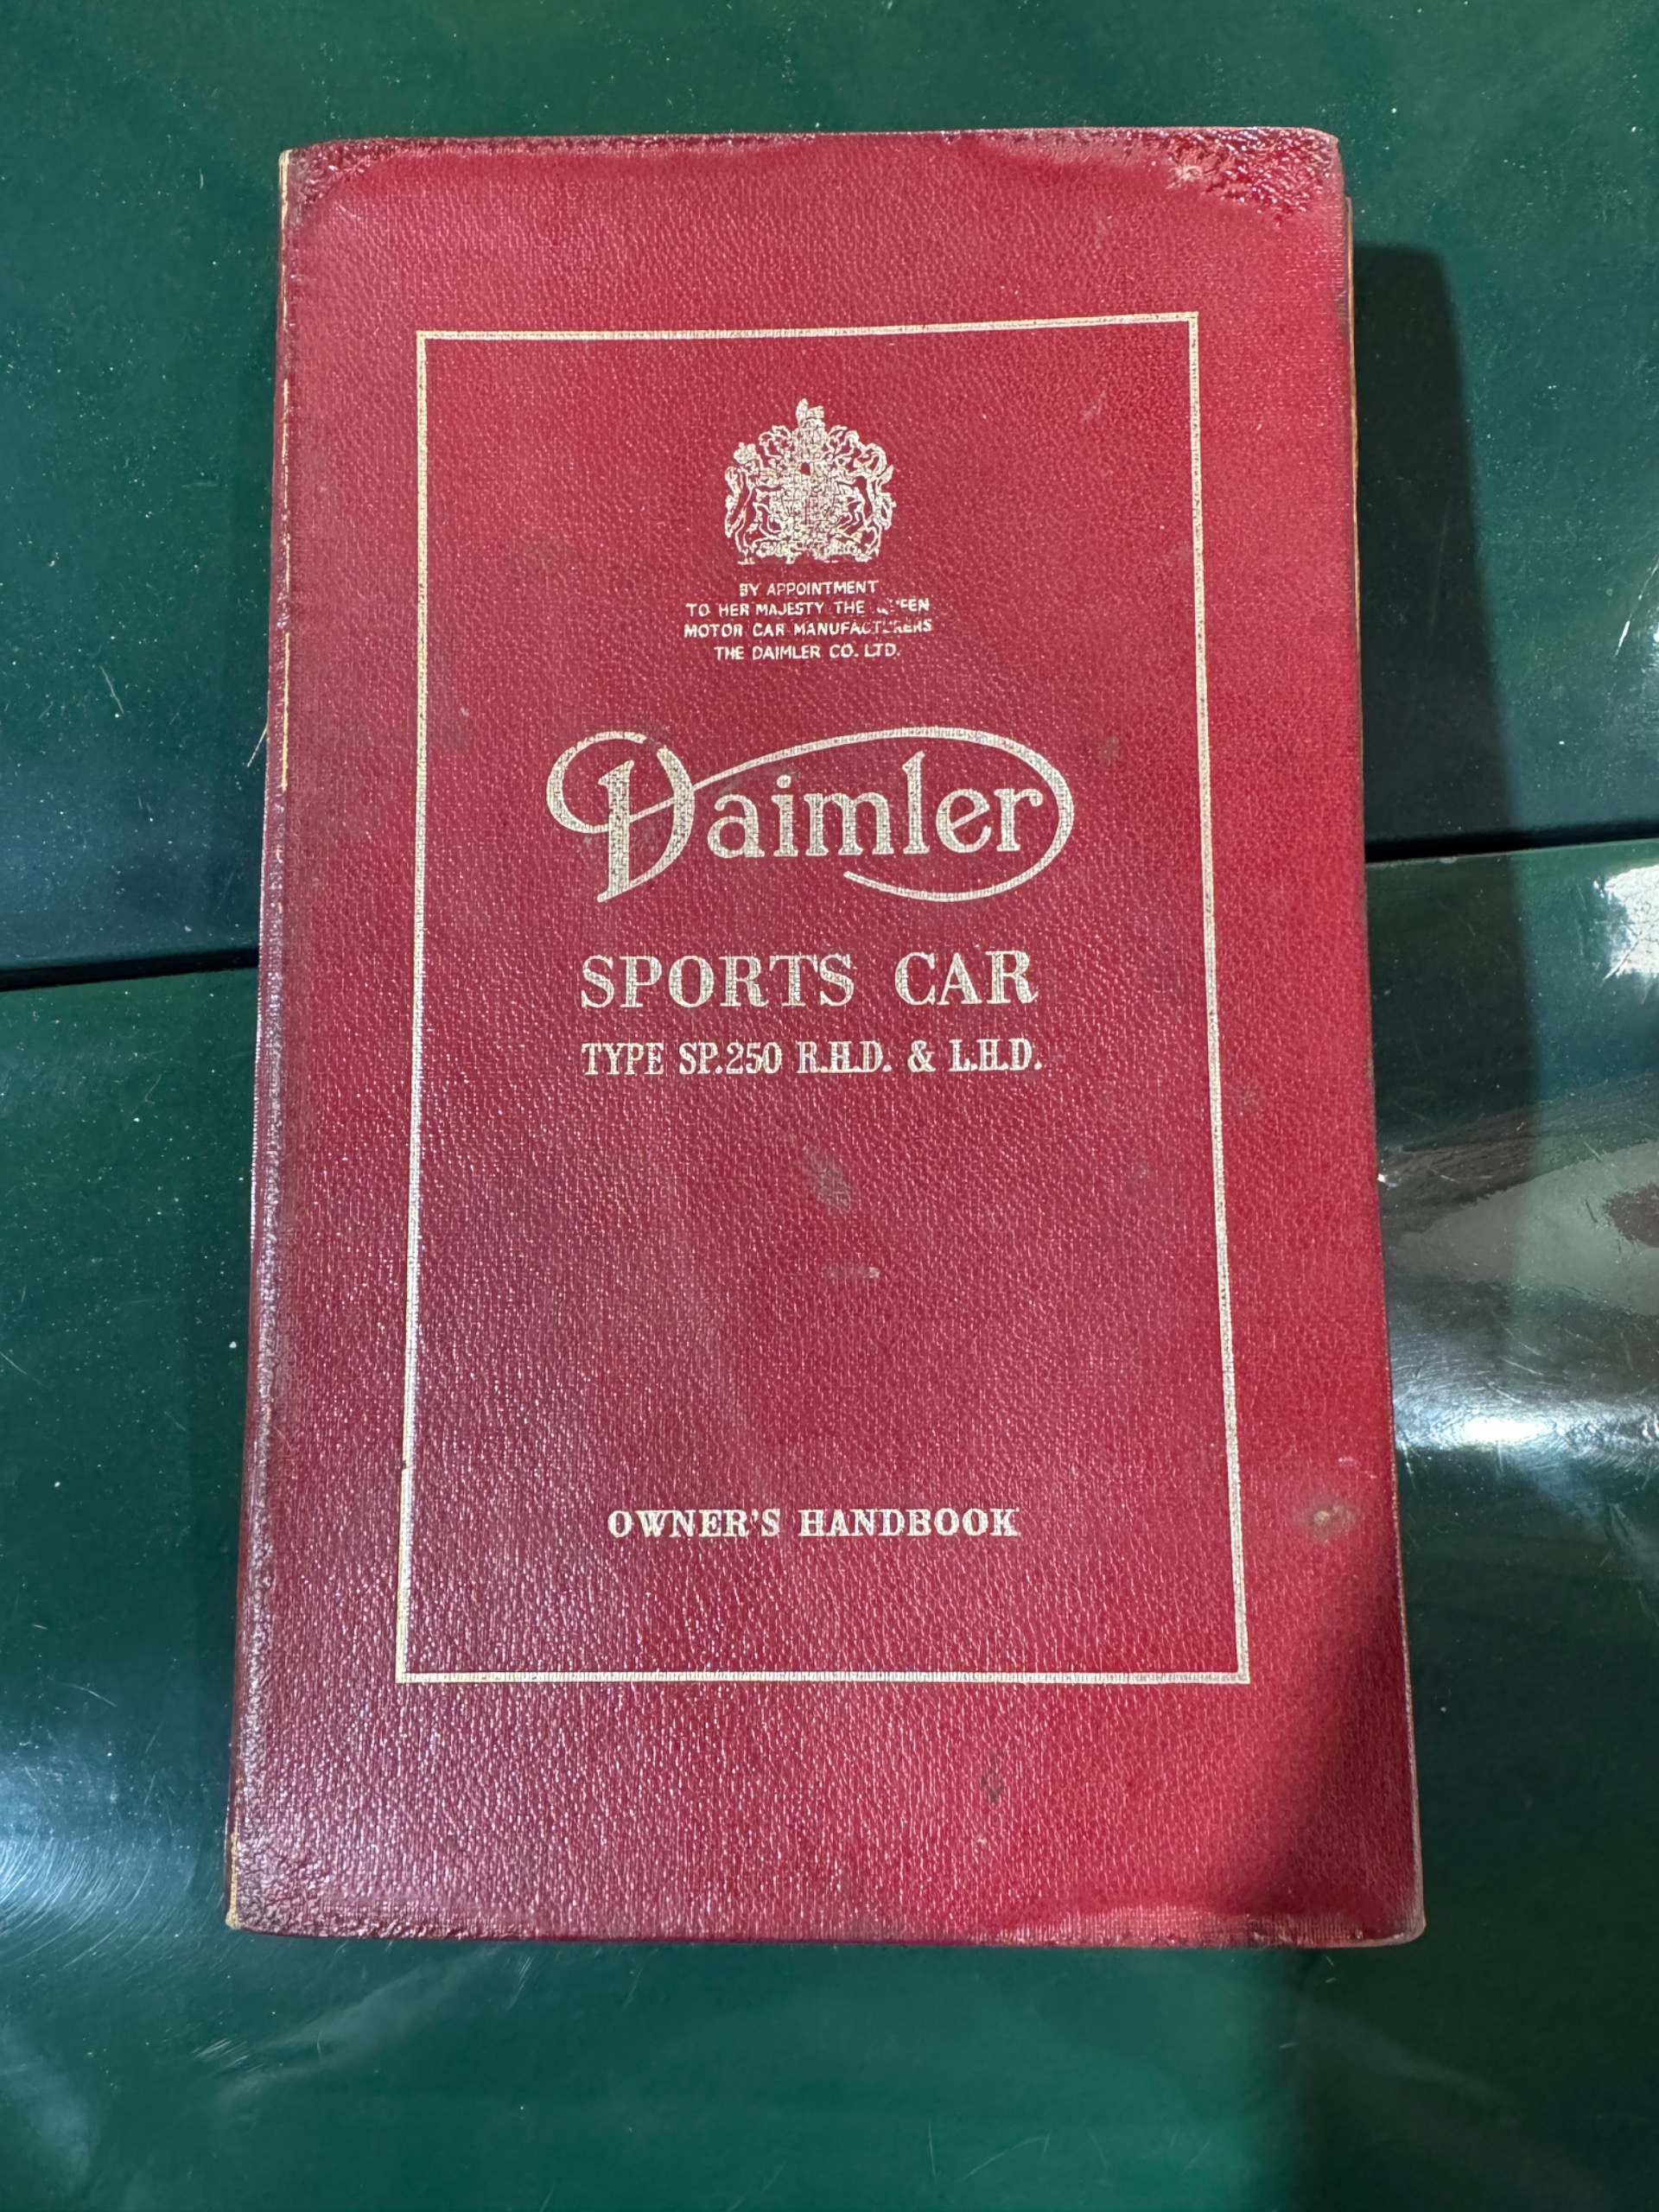 BY APPOINTMENT
TO HER MAJESTY THE QUEEN
MOTOR CAR MANUFACTURERS
THE DAIMLER CO. LTD.
Daimler
SPORTS CAR
TYPE SP.250 R.H.D. & L.H.D.
OWNER'S HANDBOOK